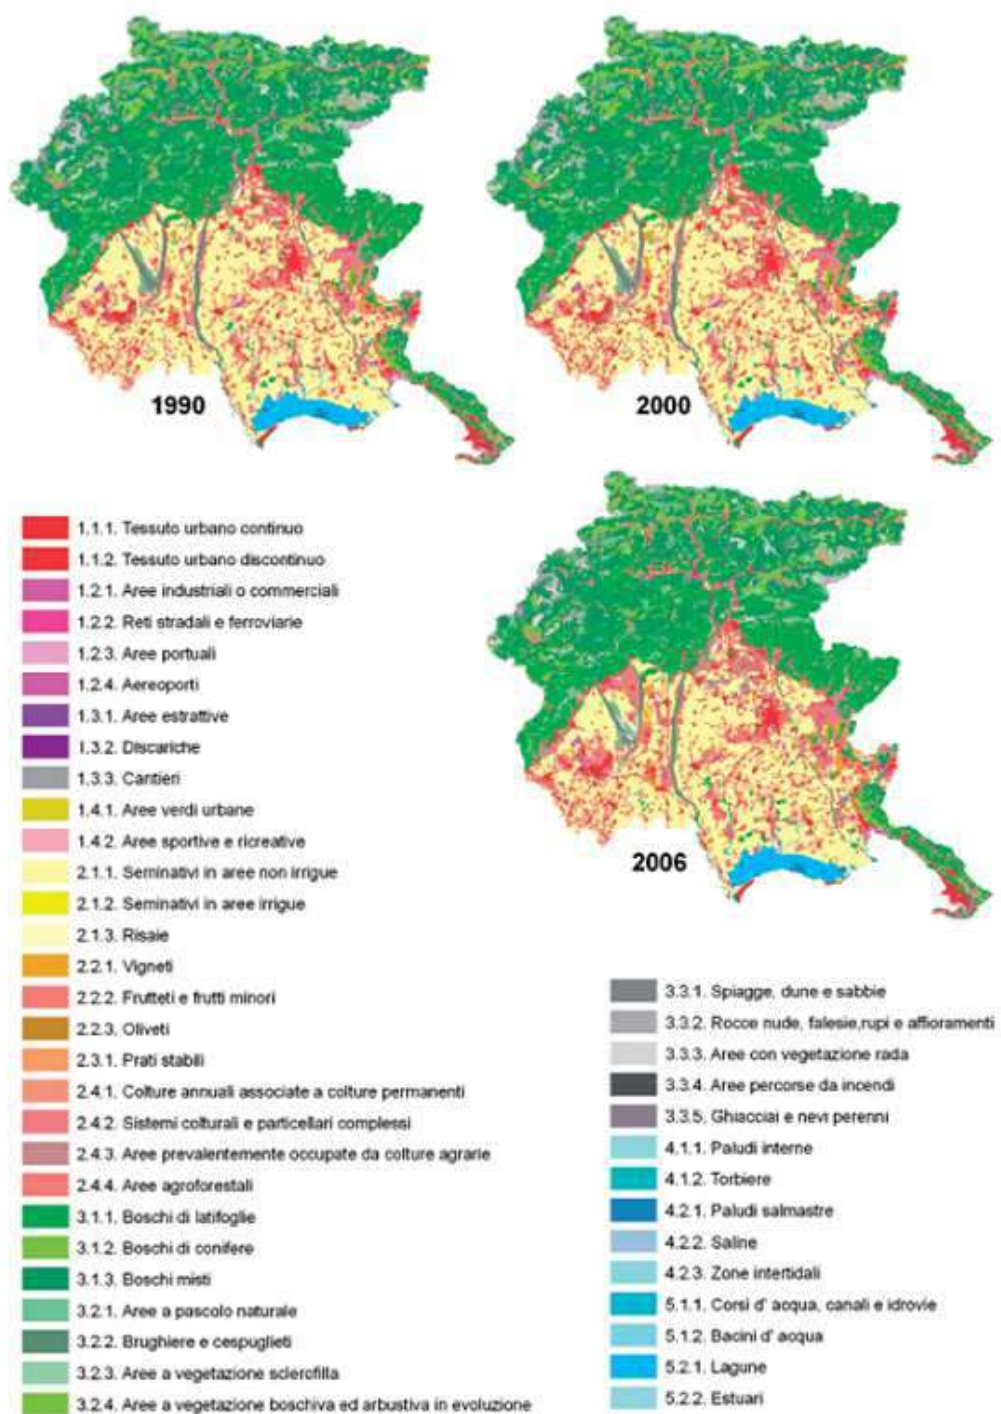 1990
2000
2006
1.1.1. Tessuto urbano continuo
1.1.2. Tessuto urbano discontinuo
1.2.1. Aree industriali o commerciali
1.2.2. Reti stradali e ferroviarie
1.2.3. Aree portuali
1.2.4. Aereoporti
1.3.1. Aree estrattive
1.3.2. Discariche
1.3.3. Cantieri
1.4.1. Aree verdi urbane
1.4.2. Aree sportive e ricreative
2.1.1. Seminativi in aree non irrigue
2.1.2. Seminativi in aree irrigue
2.1.3. Risaie
2.2.1. Vigneti
2.2.2. Frutteti e frutti minori
2.2.3. Oliveti
2.3.1. Prati stabili
2.4.1. Colture annuali associate a colture permanenti
2.4.2. Sistemi colturali e particellari complessi
2.4.3. Aree prevalentemente occupate da colture agrarie
2.4.4. Aree agroforestali
3.1.1. Boschi di latifoglie
3.1.2. Boschi di conifere
3.1.3. Boschi misti
3.2.1. Aree a pascolo naturale
3.2.2. Brughiere e cespuglieti
3.2.3. Aree a vegetazione sclerofilla
3.2.4. Aree a vegetazione boschiva ed arbustiva in evoluzione
3.3.1. Spiagge, dune e sabbie
3.3.2. Rocce nude, falesie,rupi e affioramenti
3.3.3. Aree con vegetazione rada
3.3.4. Aree percorse da incendi
3.3.5. Ghiacciai e nevi perenni
4.1.1. Paludi interne
4.1.2. Torbiere
4.2.1. Paludi salmastre
4.2.2. Saline
4.2.3. Zone intertidali
5.1.1. Corsi d' acqua, canali e idrovie
5.1.2. Bacini d' acqua
5.2.1. Lagune
5.2.2. Estuari